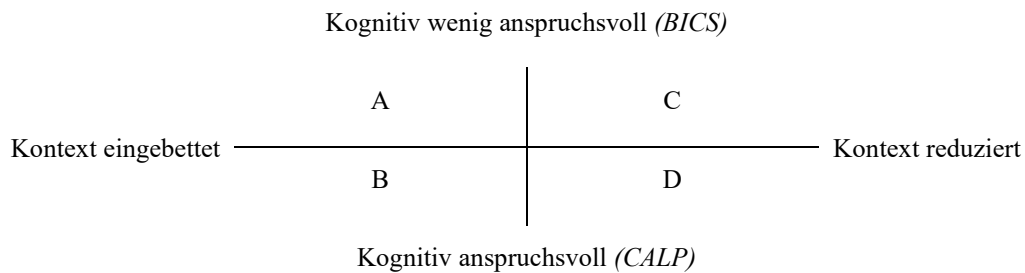 Kognitiv wenig anspruchsvoll (BICS)
A C
Kontext eingebettet Kontext reduziert
B D
Kognitiv anspruchsvoll (CALP)